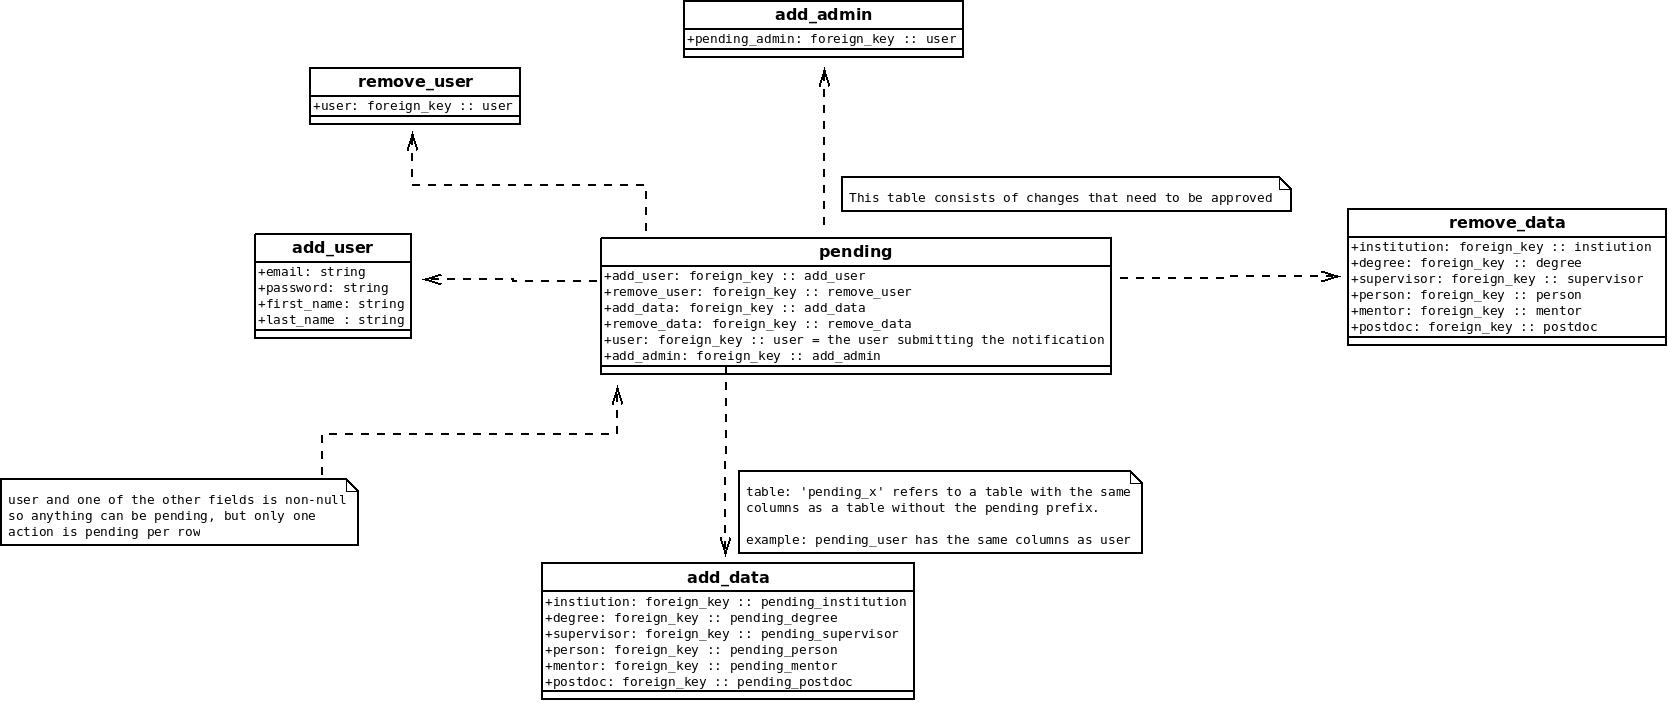 add_admin
+pending_admin: foreign_key :: user
remove_user
+user: foreign_key :: user
This table consists of changes that need to be approved
remove_data
+institution: foreign_key :: instiution
+degree: foreign_key :: degree
+supervisor: foreign_key :: supervisor
+person: foreign_key :: person
+mentor: foreign_key :: mentor
+postdoc: foreign_key :: postdoc
add_user
+email: string
+password: string
+first_name: string
+last_name : string
pending
+add_user: foreign_key :: add_user
+remove_user: foreign_key :: remove_user
+add_data: foreign_key :: add_data
+remove_data: foreign_key :: remove_data
+user: foreign_key :: user = the user submitting the notification
+add_admin: foreign_key :: add_admin
user and one of the other fields is non-null
so anything can be pending, but only one
action is pending per row
table: 'pending_x' refers to a table with the same
columns as a table without the pending prefix.
example: pending_user has the same columns as user
add_data
+instiution: foreign_key :: pending_institution
+degree: foreign_key :: pending_degree
+supervisor: foreign_key :: pending_supervisor
+person: foreign_key :: pending_person
+mentor: foreign_key :: pending_mentor
+postdoc: foreign_key :: pending_postdoc